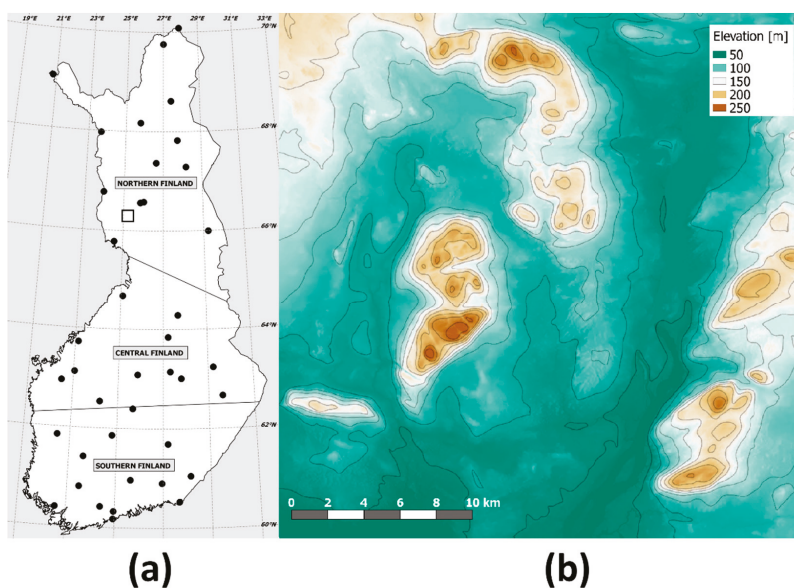 19°E 21°E 23°E 25°E 27°E 29°E 31°E 33°E
70°N
68°N
NORTHERN FINLAND
66°N
64°N
CENTRAL FINLAND
62°N
SOUTHERN FINLAND
60°N
Elevation [m]
50
100
150
200
250
0 2 4 6 8 10 km
(a) (b)